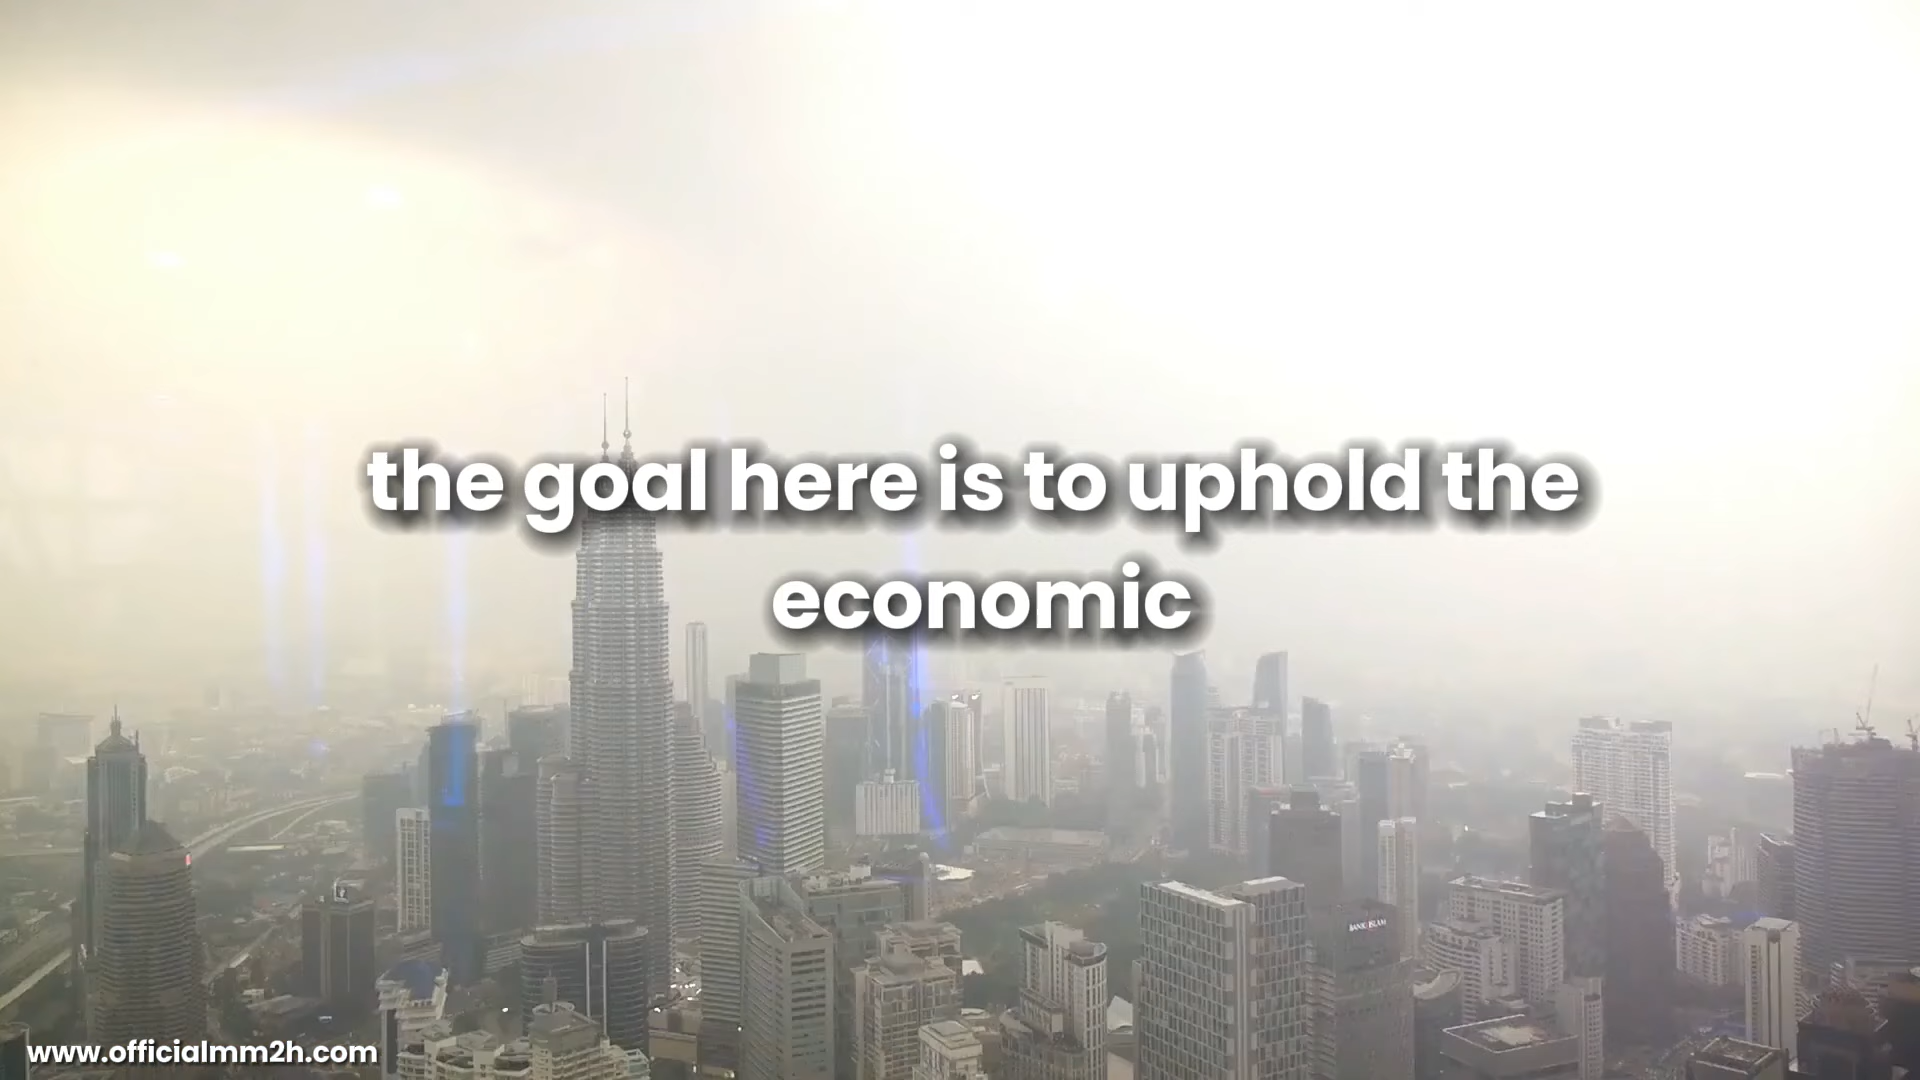 the goal here is to uphold the
economic
BANK ISLAM
www.officialmm2h.com